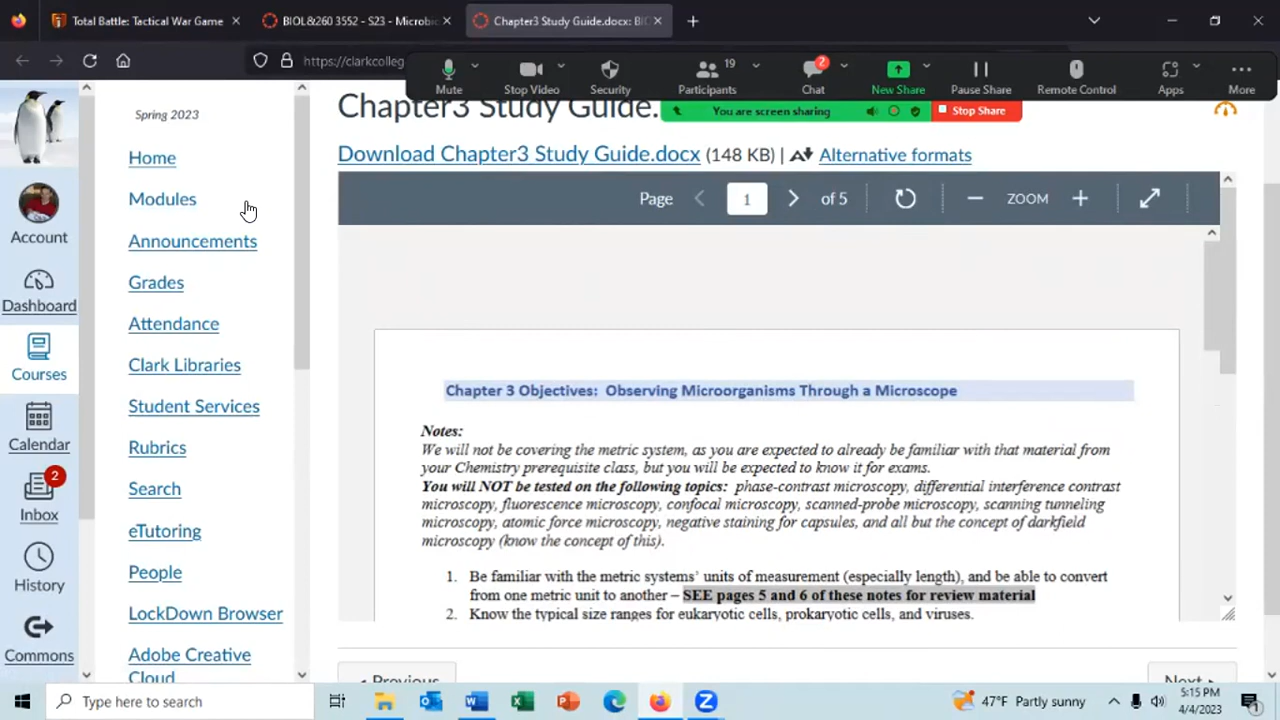 Total Battle: Tactical War Game
BIOL&260 3552 - S23 - Microbi
Chapter3 Study Guide.docx: BIO
https://clarkcolleg
Mute
Stop Video
Security
19
Participants
2
Chat
New Share
Pause Share
Remote Control
Apps
More
You are screen sharing
Stop Share
Spring 2023
Home
Modules
Announcements
Grades
Attendance
Clark Libraries
Student Services
Rubrics
Search
eTutoring
People
LockDown Browser
Adobe Creative
Cloud
Account
Dashboard
Courses
Calendar
2
Inbox
History
Commons
Chapter3 Study Guide.
Download Chapter3 Study Guide.docx (148 KB) | Alternative formats
Page 1 of 5 ZOOM
Chapter 3 Objectives: Observing Microorganisms Through a Microscope
Notes:
We will not be covering the metric system, as you are expected to already be familiar with that material from
your Chemistry prerequisite class, but you will be expected to know it for exams.
You will NOT be tested on the following topics: phase-contrast microscopy, differential interference contrast
microscopy, fluorescence microscopy, confocal microscopy, scanned-probe microscopy, scanning tunneling
microscopy, atomic force microscopy, negative staining for capsules, and all but the concept of darkfield
microscopy (know the concept of this).
1. Be familiar with the metric systems' units of measurement (especially length), and be able to convert
from one metric unit to another – SEE pages 5 and 6 of these notes for review material
2. Know the typical size ranges for eukaryotic cells, prokaryotic cells, and viruses.
Previous
Next
Type here to search
47°F Partly sunny
5:15 PM
4/4/2023
1